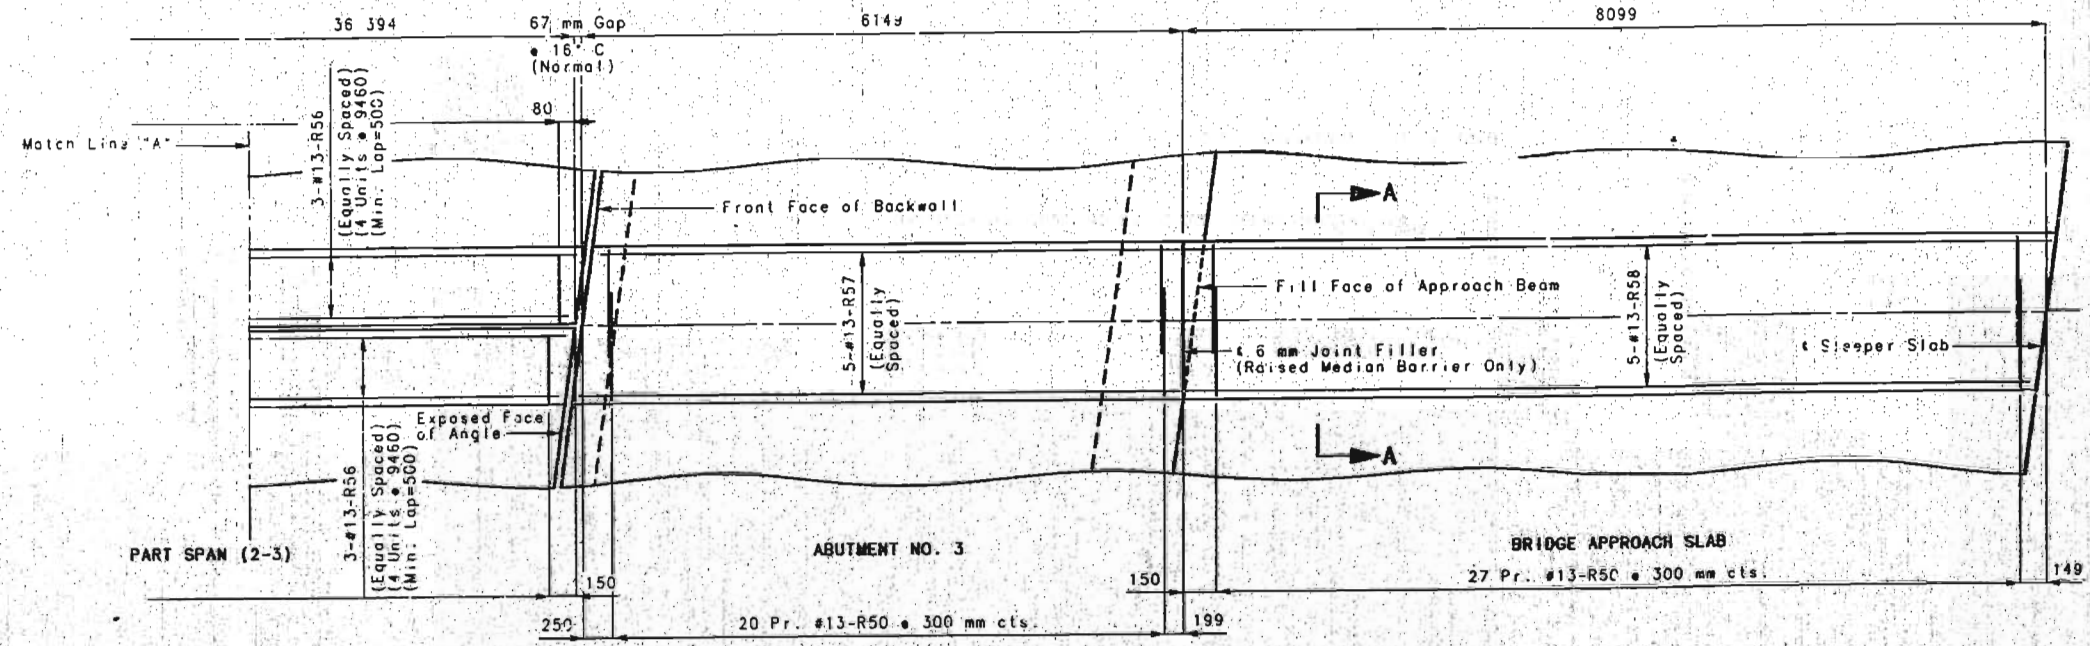 36 394
67 mm Gap
@ 16° C
(Normal)
6149
8099
80
3-#13-R56
(Equally Spaced)
(4 Units @ 9460)
(Min. Lap=500)
Match Line "A"
Front Face of Backwall
A
5-#13-R57
(Equally
Spaced)
Fill Face of Approach Beam
℄ 6 mm Joint Filler
(Raised Median Barrier Only)
5-#13-R58
(Equally
Spaced)
℄ Sleeper Slab
Exposed Face
of Angle
A
3-#13-R56
(Equally Spaced)
(4 Units @ 9460)
(Min. Lap=500)
PART SPAN (2-3)
ABUTMENT NO. 3
BRIDGE APPROACH SLAB
150
150
27 Pr. #13-R50 @ 300 mm cts.
149
250
20 Pr. #13-R50 @ 300 mm cts.
199